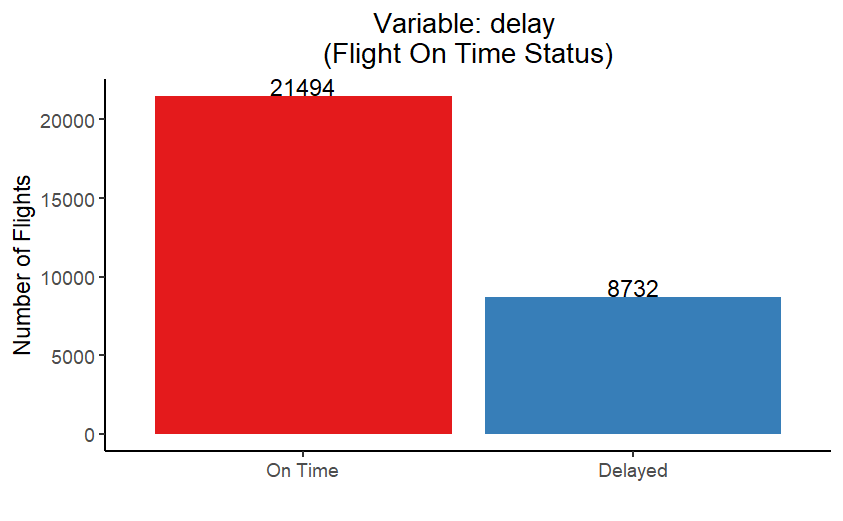 Variable: delay
(Flight On Time Status)
Number of Flights
20000
15000
10000
5000
0
21494
8732
On Time
Delayed